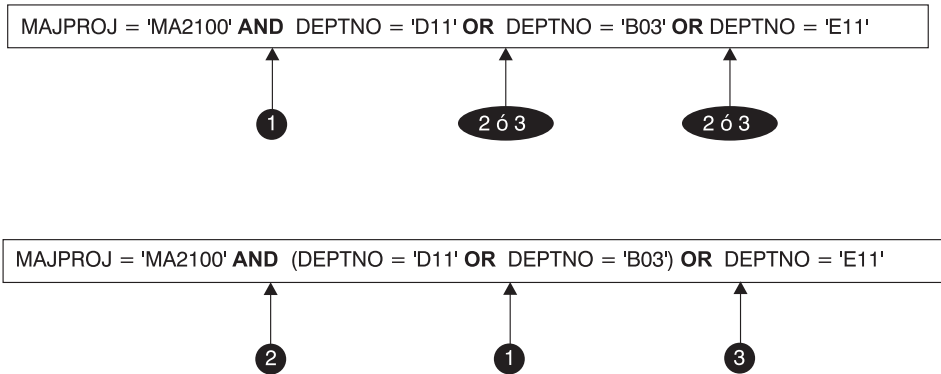 MAJPROJ = 'MA2100' AND DEPTNO = 'D11' OR DEPTNO = 'B03' OR DEPTNO = 'E11'
1 2 ó 3 2 ó 3
MAJPROJ = 'MA2100' AND (DEPTNO = 'D11' OR DEPTNO = 'B03') OR DEPTNO = 'E11'
2 1 3